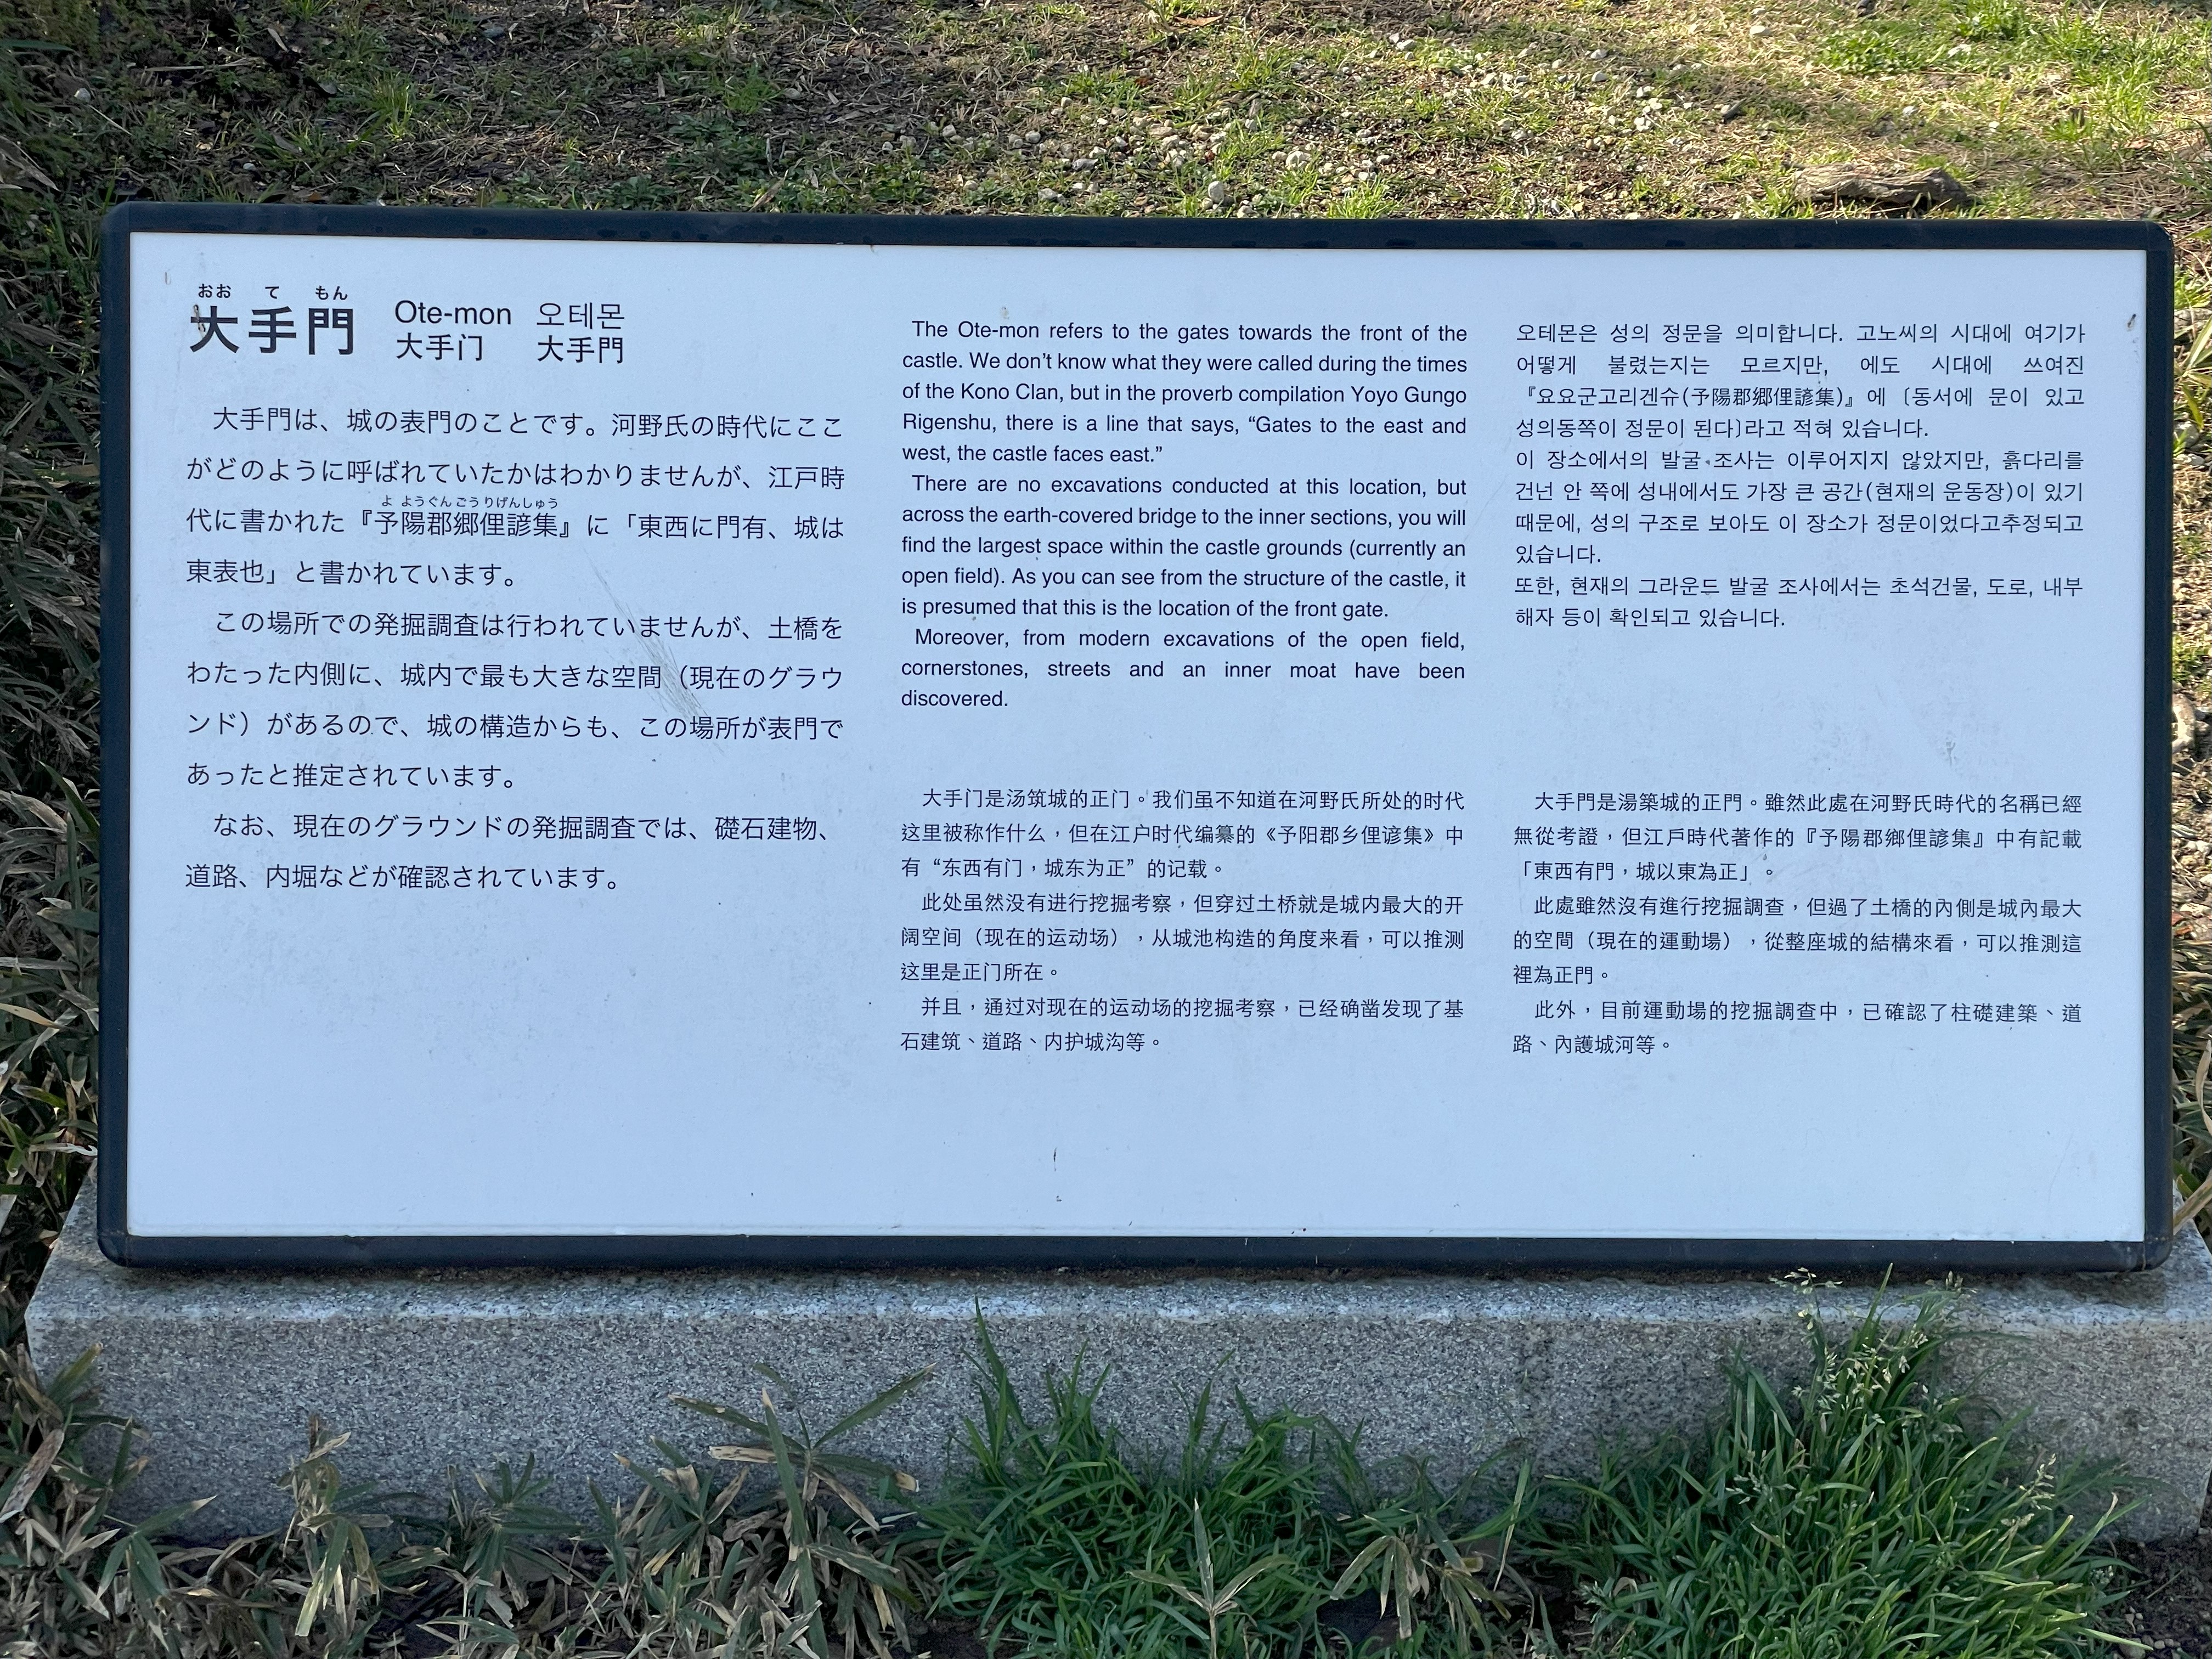 おお て もん
大手門
Ote-mon 오테몬
大手门 大手門
大手門は、城の表門のことです。河野氏の時代にここ
がどのように呼ばれていたかはわかりませんが、江戸時
よ ようぐん ごうりげんしゅう
代に書かれた『予陽郡郷俚諺集』に「東西に門有、城は
東表也」と書かれています。
この場所での発掘調査は行われていませんが、土橋を
わたった内側に、城内で最も大きな空間（現在のグラウ
ンド）があるので、城の構造からも、この場所が表門で
あったと推定されています。
なお、現在のグラウンドの発掘調査では、礎石建物、
道路、内堀などが確認されています。
The Ote-mon refers to the gates towards the front of the
castle. We don’t know what they were called during the times
of the Kono Clan, but in the proverb compilation Yoyo Gungo
Rigenshu, there is a line that says, “Gates to the east and
west, the castle faces east.”
There are no excavations conducted at this location, but
across the earth-covered bridge to the inner sections, you will
find the largest space within the castle grounds (currently an
open field). As you can see from the structure of the castle, it
is presumed that this is the location of the front gate.
Moreover, from modern excavations of the open field,
cornerstones, streets and an inner moat have been
discovered.
오테몬은 성의 정문을 의미합니다. 고노씨의 시대에 여기가
어떻게 불렸는지는 모르지만, 에도 시대에 쓰여진
『요요군고리겐슈(予陽郡郷俚諺集)』에 〔동서에 문이 있고
성의동쪽이 정문이 된다〕라고 적혀 있습니다.
이 장소에서의 발굴 조사는 이루어지지 않았지만, 흙다리를
건넌 안 쪽에 성내에서도 가장 큰 공간(현재의 운동장)이 있기
때문에, 성의 구조로 보아도 이 장소가 정문이었다고추정되고
있습니다.
또한, 현재의 그라운드 발굴 조사에서는 초석건물, 도로, 내부
해자 등이 확인되고 있습니다.
大手门是汤筑城的正门。我们虽不知道在河野氏所处的时代
这里被称作什么，但在江户时代编纂的《予阳郡乡俚谚集》中
有“东西有门，城东为正”的记载。
此处虽然没有进行挖掘考察，但穿过土桥就是城内最大的开
阔空间（现在的运动场），从城池构造的角度来看，可以推测
这里是正门所在。
并且，通过对现在的运动场的挖掘考察，已经确凿发现了基
石建筑、道路、内护城沟等。
大手門是湯築城的正門。雖然此處在河野氏時代的名稱已經
無從考證，但江戶時代著作的『予陽郡鄉俚諺集』中有記載
「東西有門，城以東為正」。
此處雖然沒有進行挖掘調查，但過了土橋的內側是城內最大
的空間（現在的運動場），從整座城的結構來看，可以推測這
裡為正門。
此外，目前運動場的挖掘調查中，已確認了柱礎建築、道
路、內護城河等。